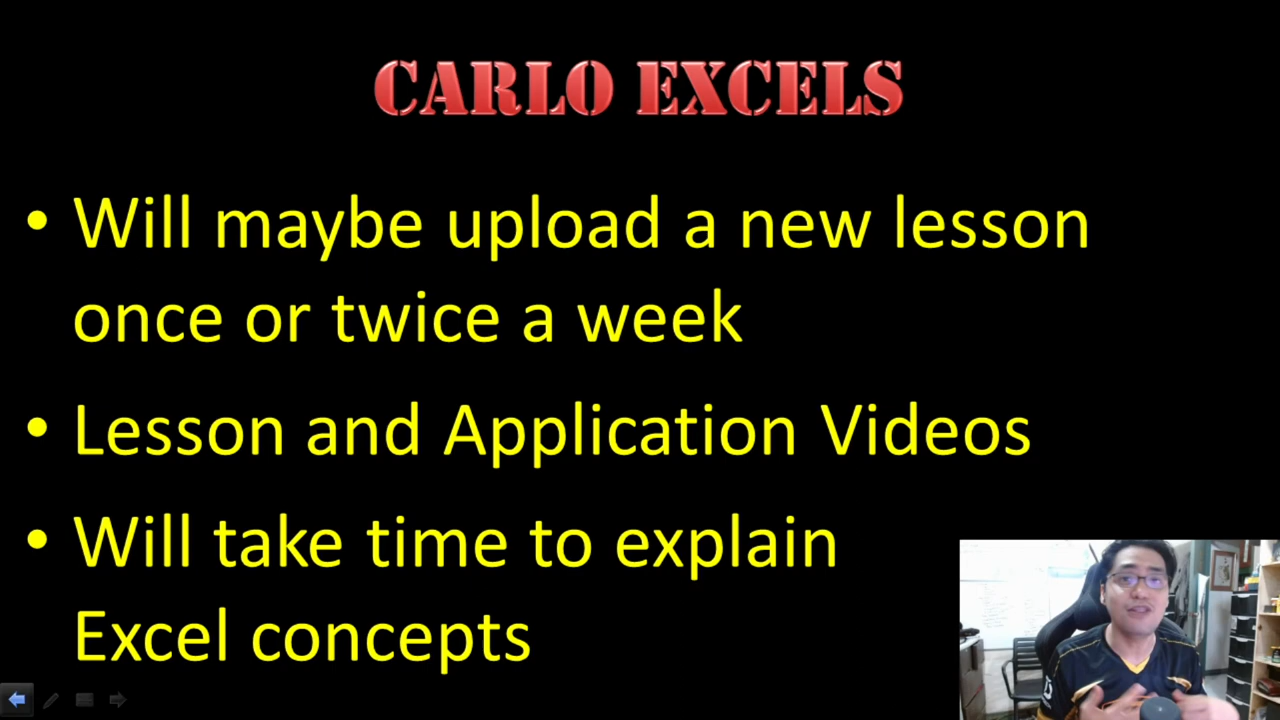 CARLO EXCELS
• Will maybe upload a new lesson
once or twice a week
• Lesson and Application Videos
• Will take time to explain
Excel concepts